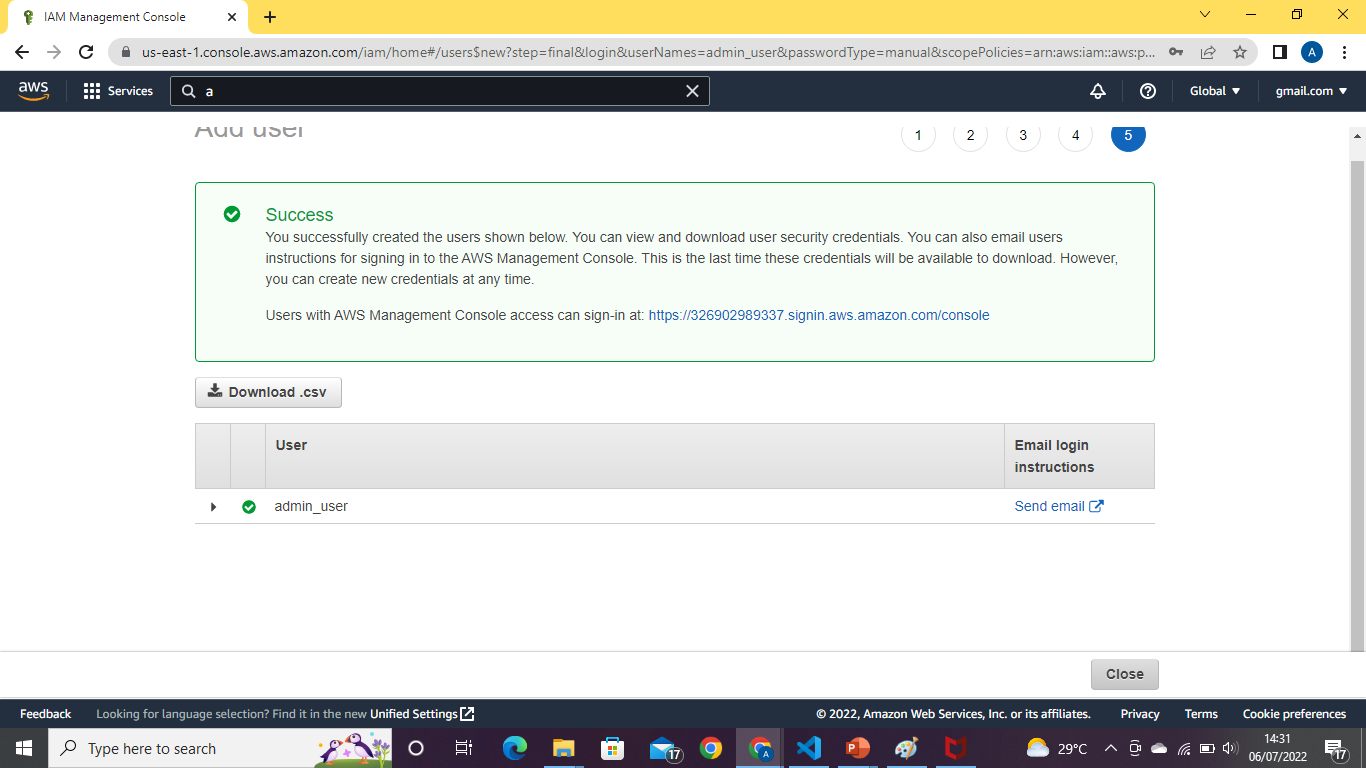 IAM Management Console
us-east-1.console.aws.amazon.com/iam/home#/users$new?step=final&login&userNames=admin_user&passwordType=manual&scopePolicies=arn:aws:iam::aws:p...
A
aws
Services
a
Global
gmail.com
Add user
1 2 3 4 5
Success
You successfully created the users shown below. You can view and download user security credentials. You can also email users
instructions for signing in to the AWS Management Console. This is the last time these credentials will be available to download. However,
you can create new credentials at any time.
Users with AWS Management Console access can sign-in at: https://326902989337.signin.aws.amazon.com/console
Download .csv
User
Email login
instructions
admin_user
Send email
Close
Feedback Looking for language selection? Find it in the new Unified Settings © 2022, Amazon Web Services, Inc. or its affiliates. Privacy Terms Cookie preferences
Type here to search
17
A
P
29°C
14:31
06/07/2022
17